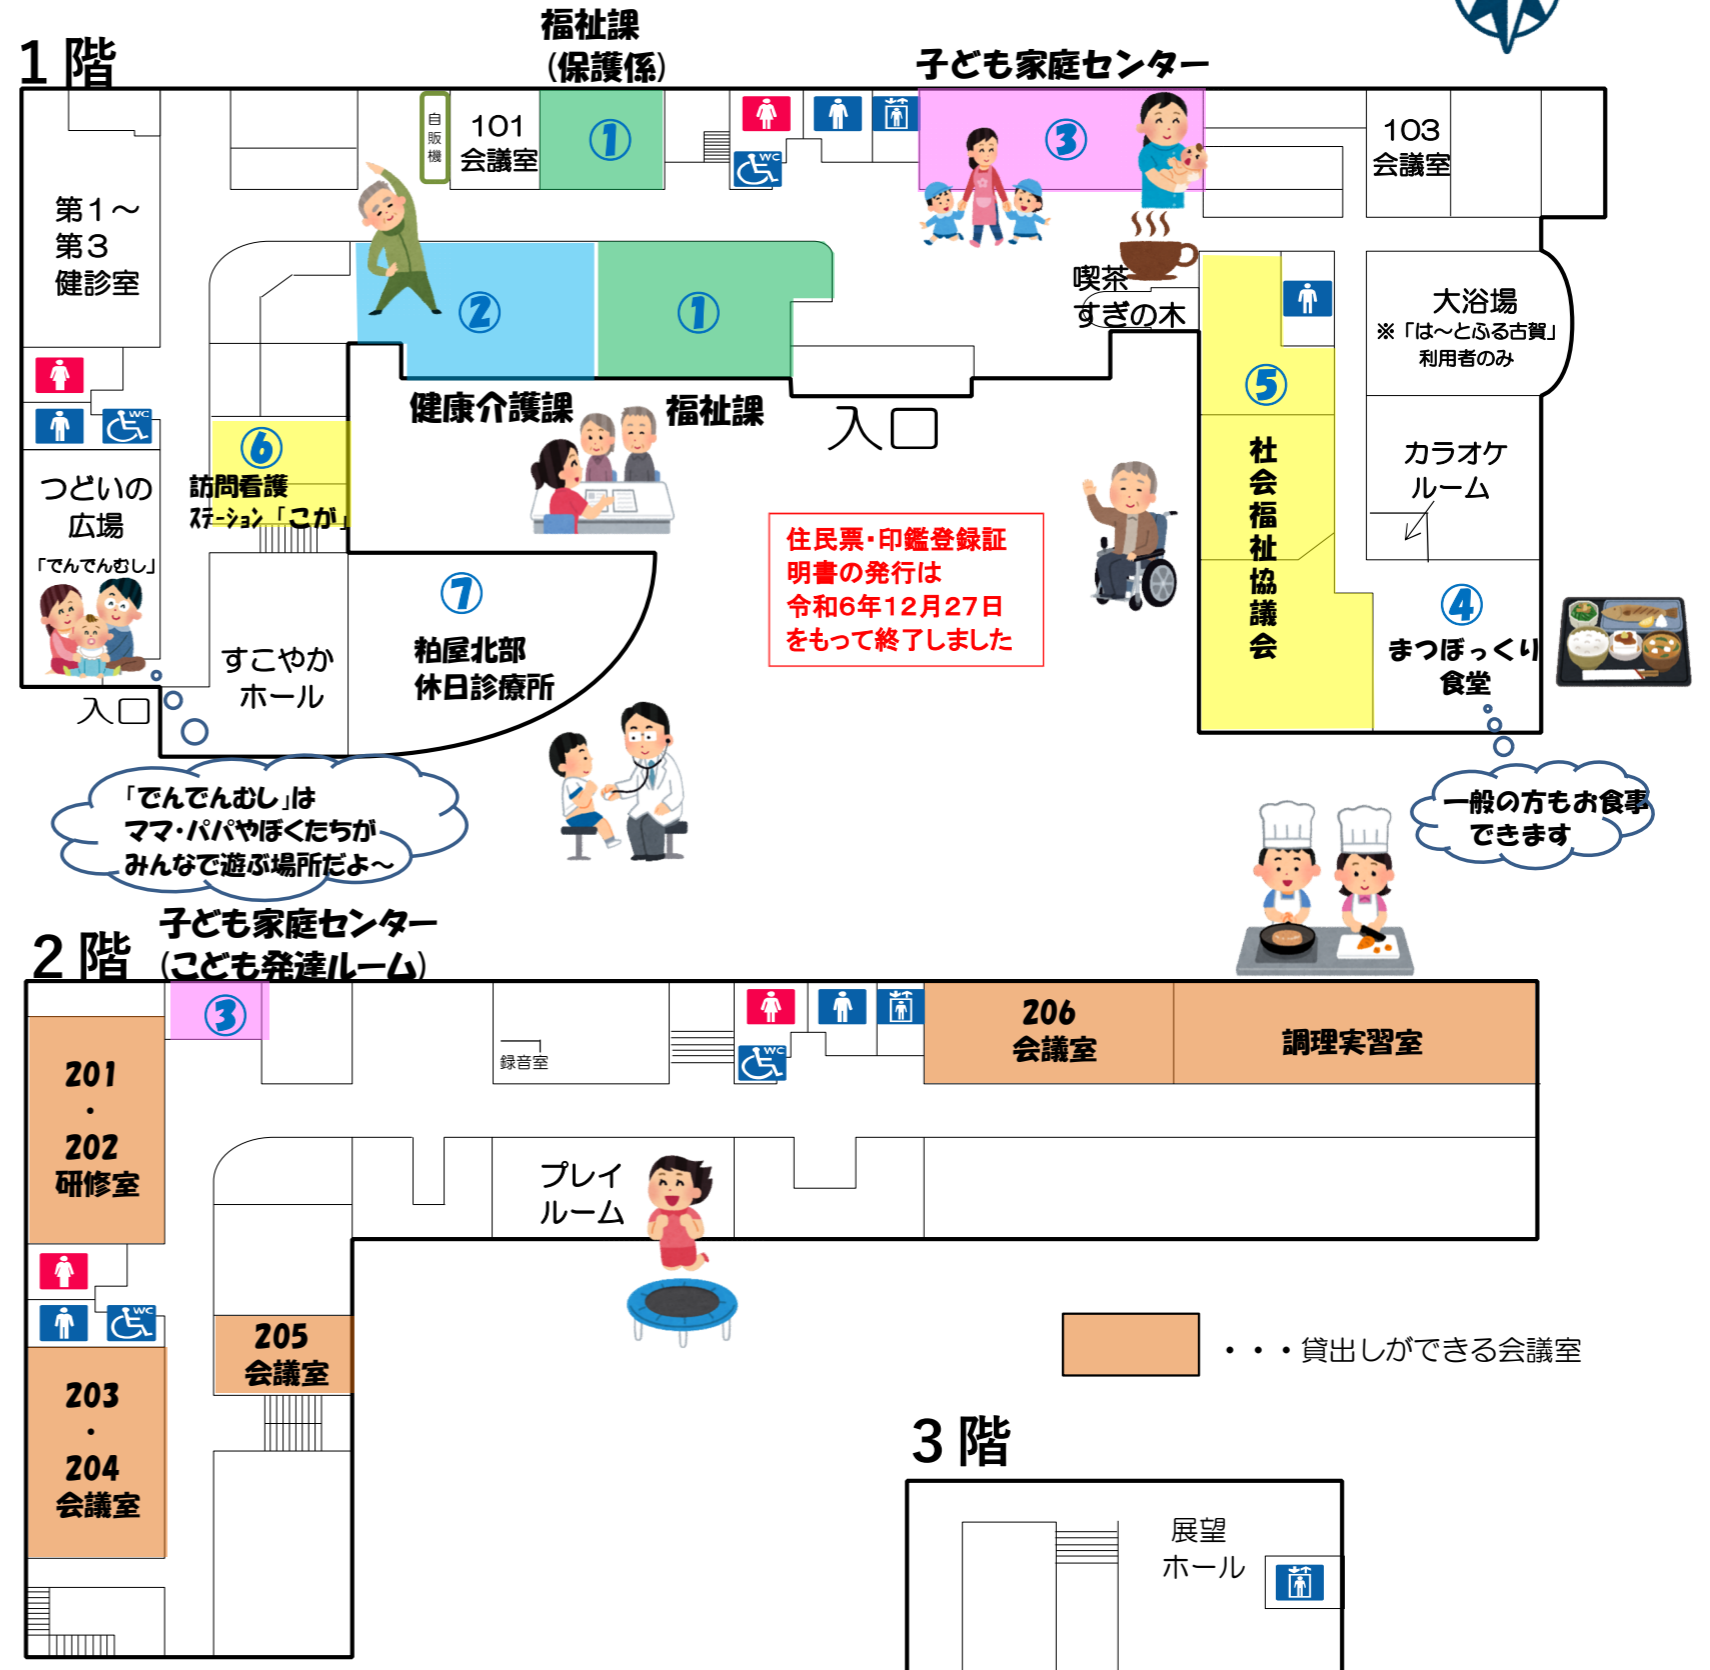 1階
福祉課
(保護係)
子ども家庭センター
自販機
101
会議室
①
③
103
会議室
第1～
第3
健診室
②
①
喫茶
すぎの木
大浴場
※「は～とふる古賀」
利用者のみ
⑤
健康介護課
福祉課
入口
⑥
訪問看護
ステーション「こが」
社会福祉協議会
カラオケ
ルーム
つどいの
広場
「でんでんむし」
住民票・印鑑登録証
明書の発行は
令和6年12月27日
をもって終了しました
⑦
粕屋北部
休日診療所
④
まつぼっくり
食堂
すこやか
ホール
入口
「でんでんむし」は
ママ・パパやぼくたちが
みんなで遊ぶ場所だよ～
一般の方もお食事
できます
2階
子ども家庭センター
(こども発達ルーム)
③
WC
WC
録音室
206
会議室
調理実習室
201
・
202
研修室
プレイ
ルーム
WC
WC
205
会議室
・・・貸出しができる会議室
203
・
204
会議室
3階
展望
ホール